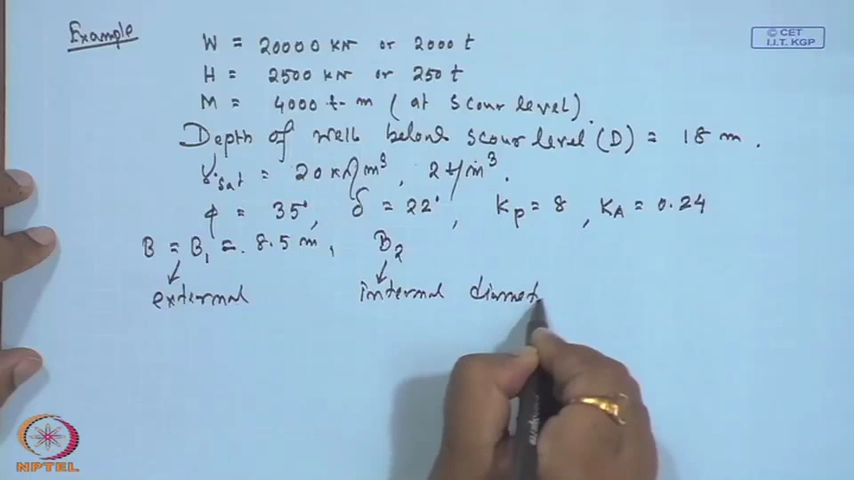 Example
© CET
I.I.T. KGP
W = 20000 kN or 2000 t
H = 2500 kN or 250 t
M = 4000 t-m (at scour level).
Depth of well below scour level (D) = 18 m.
γsat = 20 kN/m³, 2 t/m³.
φ = 35°, δ = 22°, Kp = 8, KA = 0.24
B = B₁ = 8.5 m, B₂
external internal diamet
NPTEL